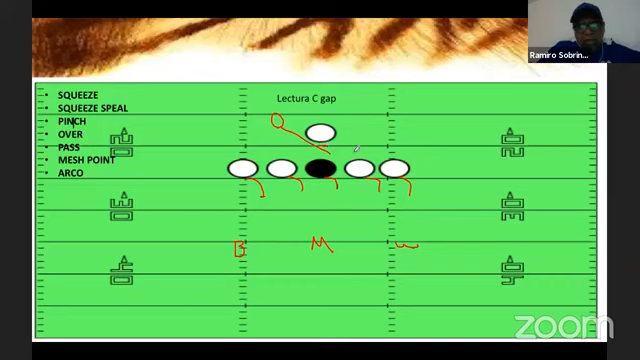 Ramiro Sobrin...
Lectura C gap
• SQUEEZE
• SQUEEZE SPEAL
• PINCH
• OVER
• PASS
• MESH POINT
• ARCO
B M W
zoom